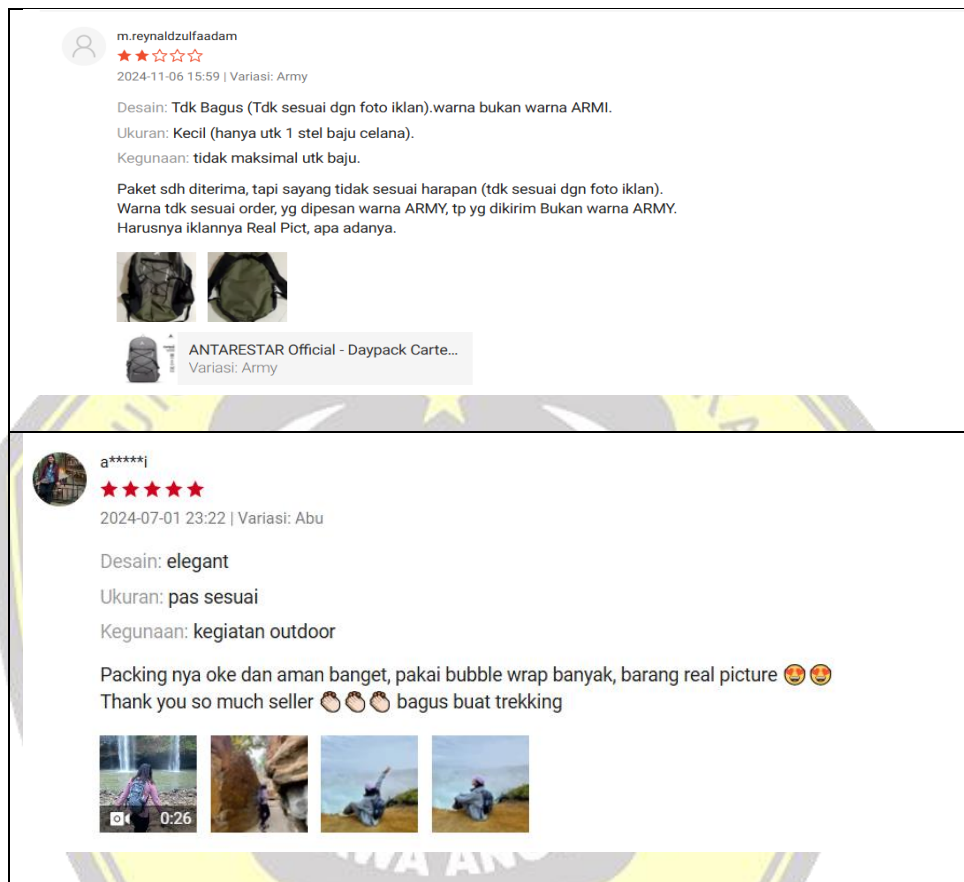 m.reynaldzulfaadam
2024-11-06 15:59 | Variasi: Army
Desain: Tdk Bagus (Tdk sesuai dgn foto iklan).warna bukan warna ARMI.
Ukuran: Kecil (hanya utk 1 stel baju celana).
Kegunaan: tidak maksimal utk baju.
Paket sdh diterima, tapi sayang tidak sesuai harapan (tdk sesuai dgn foto iklan).
Warna tdk sesuai order, yg dipesan warna ARMY, tp yg dikirim Bukan warna ARMY.
Harusnya iklannya Real Pict, apa adanya.
ANTARESTAR Official - Daypack Carte...
Variasi: Army
a*****i
2024-07-01 23:22 | Variasi: Abu
Desain: elegant
Ukuran: pas sesuai
Kegunaan: kegiatan outdoor
Packing nya oke dan aman banget, pakai bubble wrap banyak, barang real picture 😍😍
Thank you so much seller 👏👏👏 bagus buat trekking
0:26